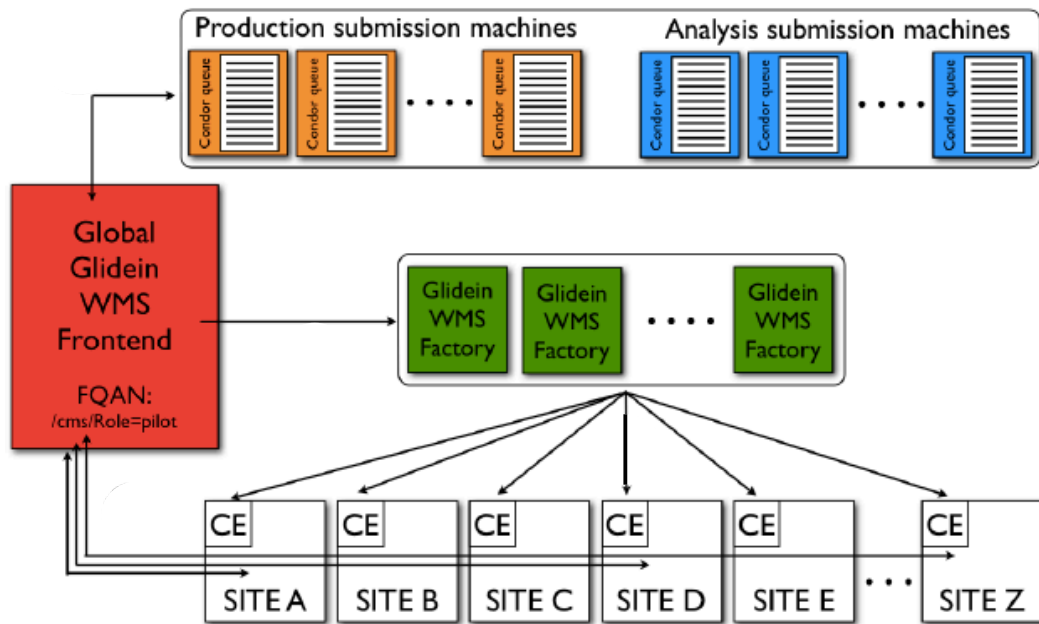 Production submission machines
Analysis submission machines
Condor queue
Condor queue
Condor queue
Condor queue
Condor queue
Condor queue
Global
Glidein
WMS
Frontend
FQAN:
/cms/Role=pilot
Glidein
WMS
Factory
Glidein
WMS
Factory
Glidein
WMS
Factory
CE
SITE A
CE
SITE B
CE
SITE C
CE
SITE D
CE
SITE E
CE
SITE Z